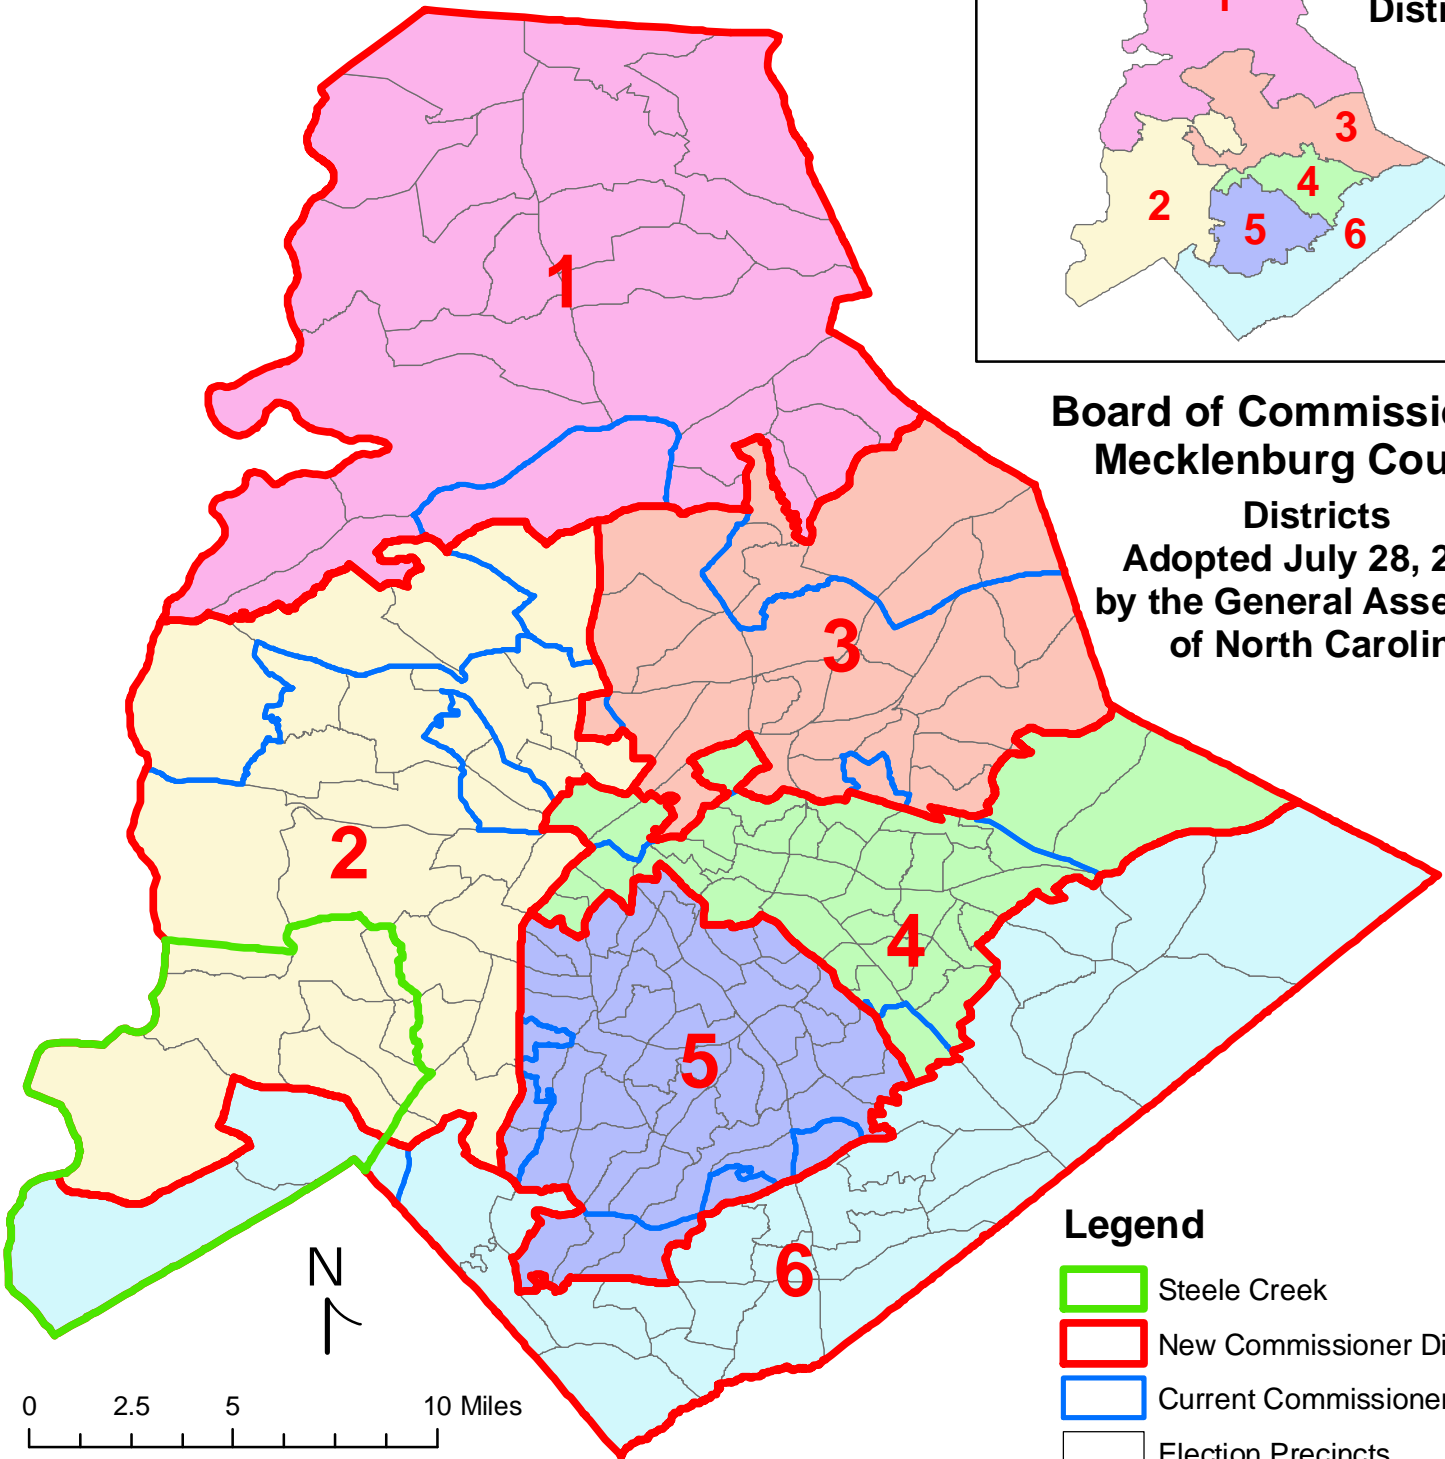 1
Distri
3
4
2
5
6
Board of Commissi
Mecklenburg Cou
Districts
Adopted July 28, 2
by the General Asse
of North Carolin
1
3
2
4
5
6
N
0 2.5 5 10 Miles
Legend
Steele Creek
New Commissioner Di
Current Commissioner
Election Precincts